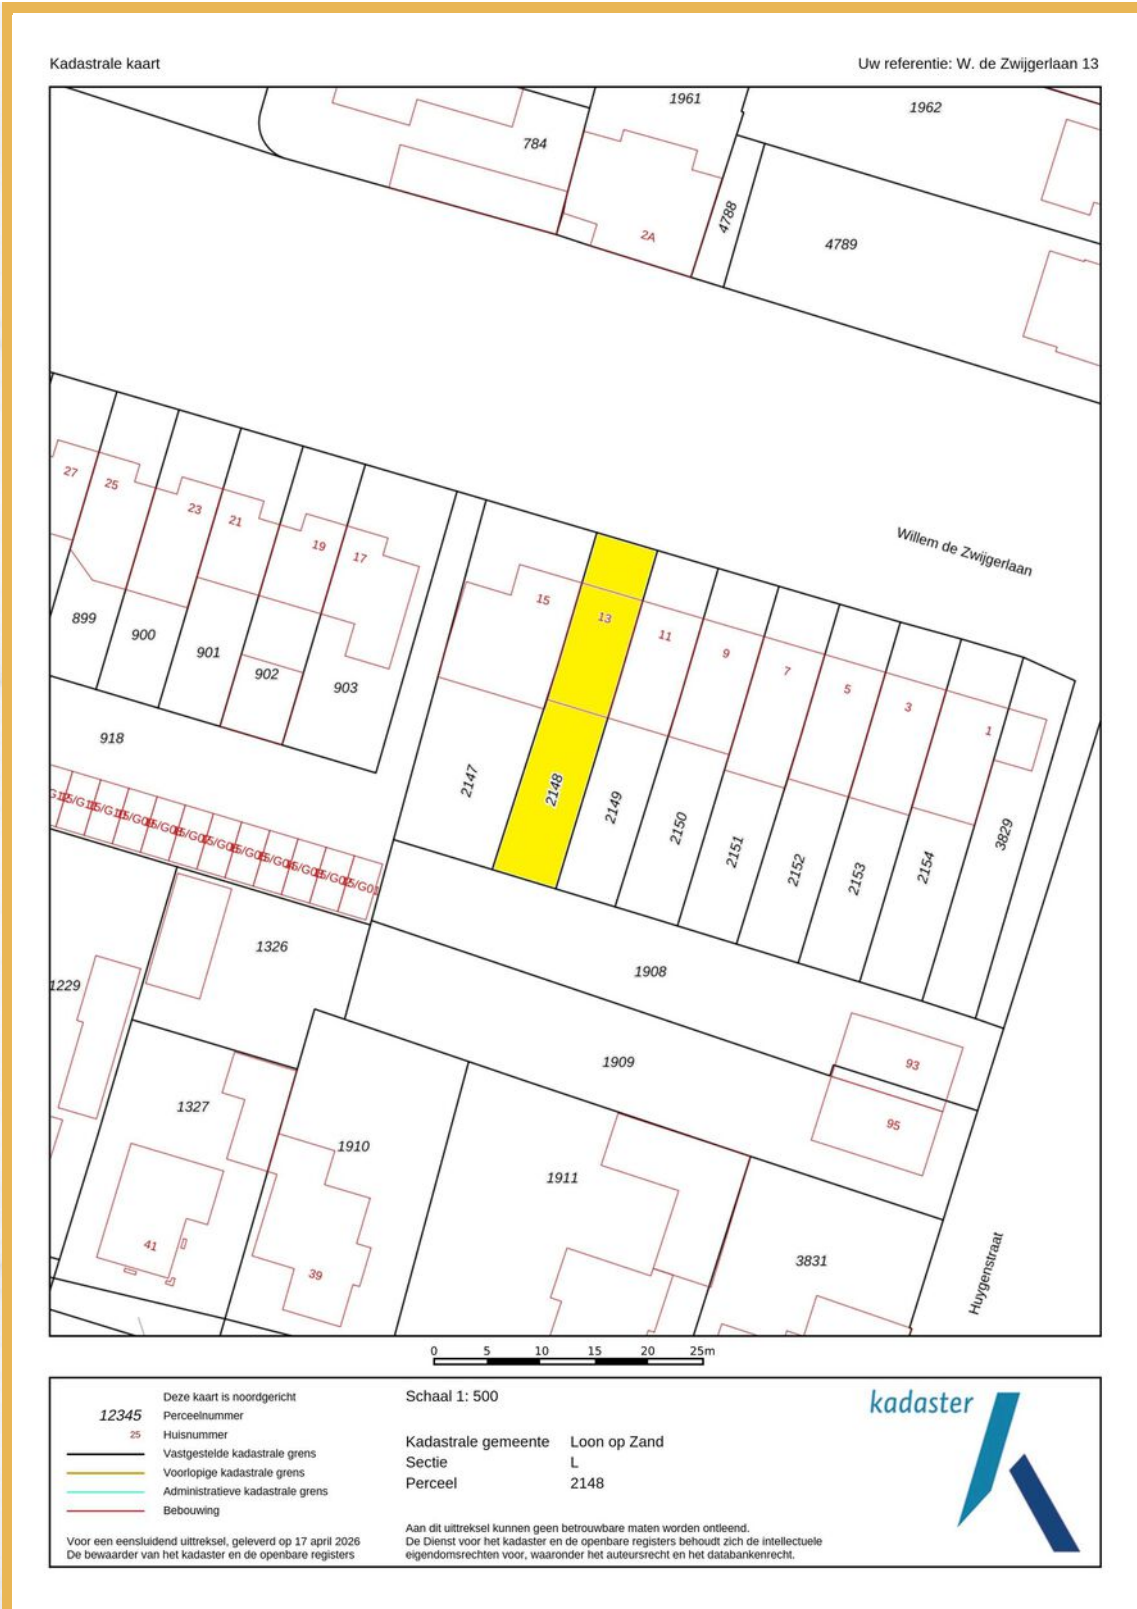 Kadastrale kaart
Uw referentie: W. de Zwijgerlaan 13
1961
1962
784
4788
2A
4789
27
25
23
21
19
17
Willem de Zwijgerlaan
15
13
11
9
7
5
3
1
899
900
901
902
903
918
2147
2148
2149
2150
2151
2152
2153
2154
3829
15/G01
1326
1229
1908
1909
93
95
1327
1910
1911
41
39
3831
Huygenstraat
0 5 10 15 20 25m
Deze kaart is noordgericht
12345 Perceelnummer
25 Huisnummer
Vastgestelde kadastrale grens
Voorlopige kadastrale grens
Administratieve kadastrale grens
Bebouwing
Voor een eensluidend uittreksel, geleverd op 17 april 2026
De bewaarder van het kadaster en de openbare registers
Schaal 1: 500
Kadastrale gemeente Loon op Zand
Sectie L
Perceel 2148
Aan dit uittreksel kunnen geen betrouwbare maten worden ontleend.
De Dienst voor het kadaster en de openbare registers behoudt zich de intellectuele
eigendomsrechten voor, waaronder het auteursrecht en het databankenrecht.
kadaster